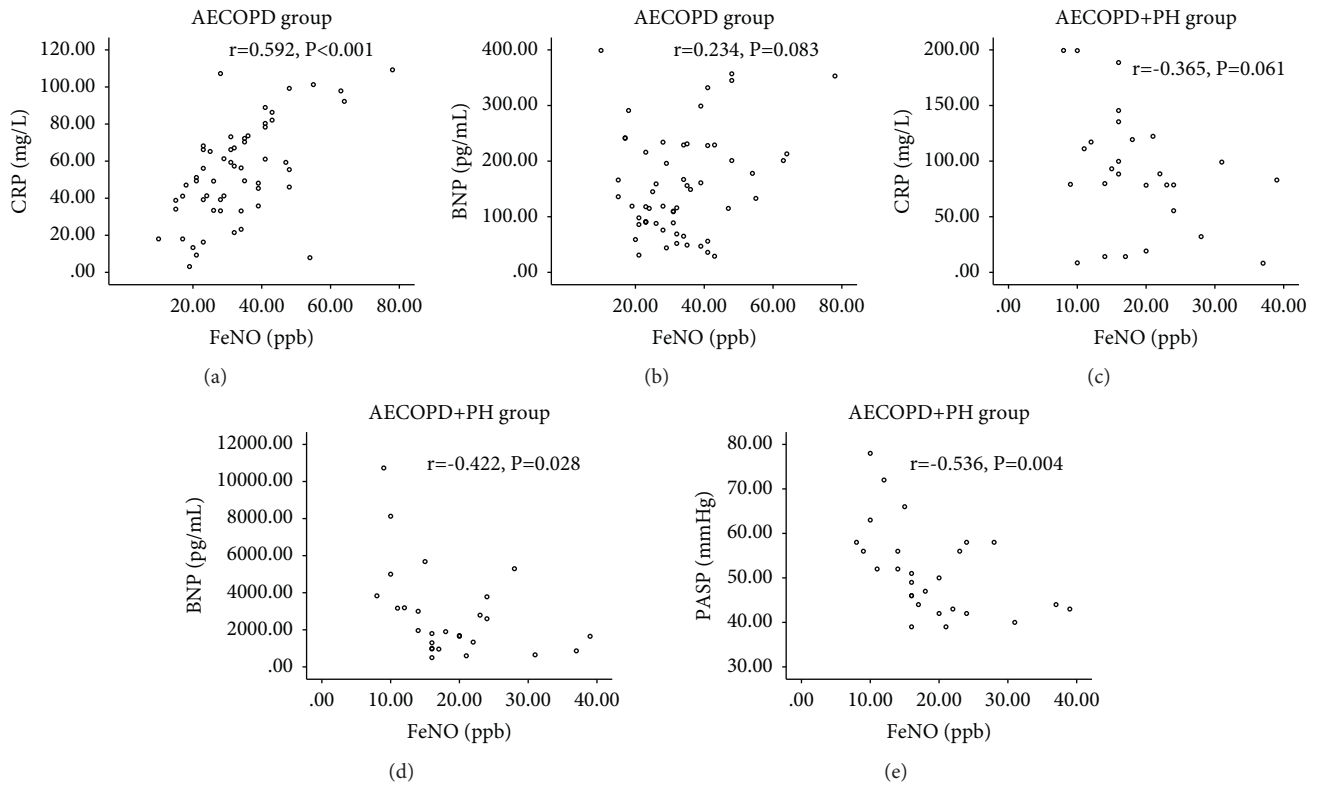 AECOPD group
r=0.592, P<0.001
120.00
100.00
80.00
60.00
40.00
20.00
.00
CRP (mg/L)
20.00 40.00 60.00 80.00
FeNO (ppb)
(a)
AECOPD group
r=0.234, P=0.083
400.00
300.00
200.00
100.00
.00
BNP (pg/mL)
20.00 40.00 60.00 80.00
FeNO (ppb)
(b)
AECOPD+PH group
r=-0.365, P=0.061
200.00
150.00
100.00
50.00
.00
CRP (mg/L)
.00 10.00 20.00 30.00 40.00
FeNO (ppb)
(c)
AECOPD+PH group
r=-0.422, P=0.028
12000.00
10000.00
8000.00
6000.00
4000.00
2000.00
.00
BNP (pg/mL)
.00 10.00 20.00 30.00 40.00
FeNO (ppb)
(d)
AECOPD+PH group
r=-0.536, P=0.004
80.00
70.00
60.00
50.00
40.00
30.00
PASP (mmHg)
.00 10.00 20.00 30.00 40.00
FeNO (ppb)
(e)